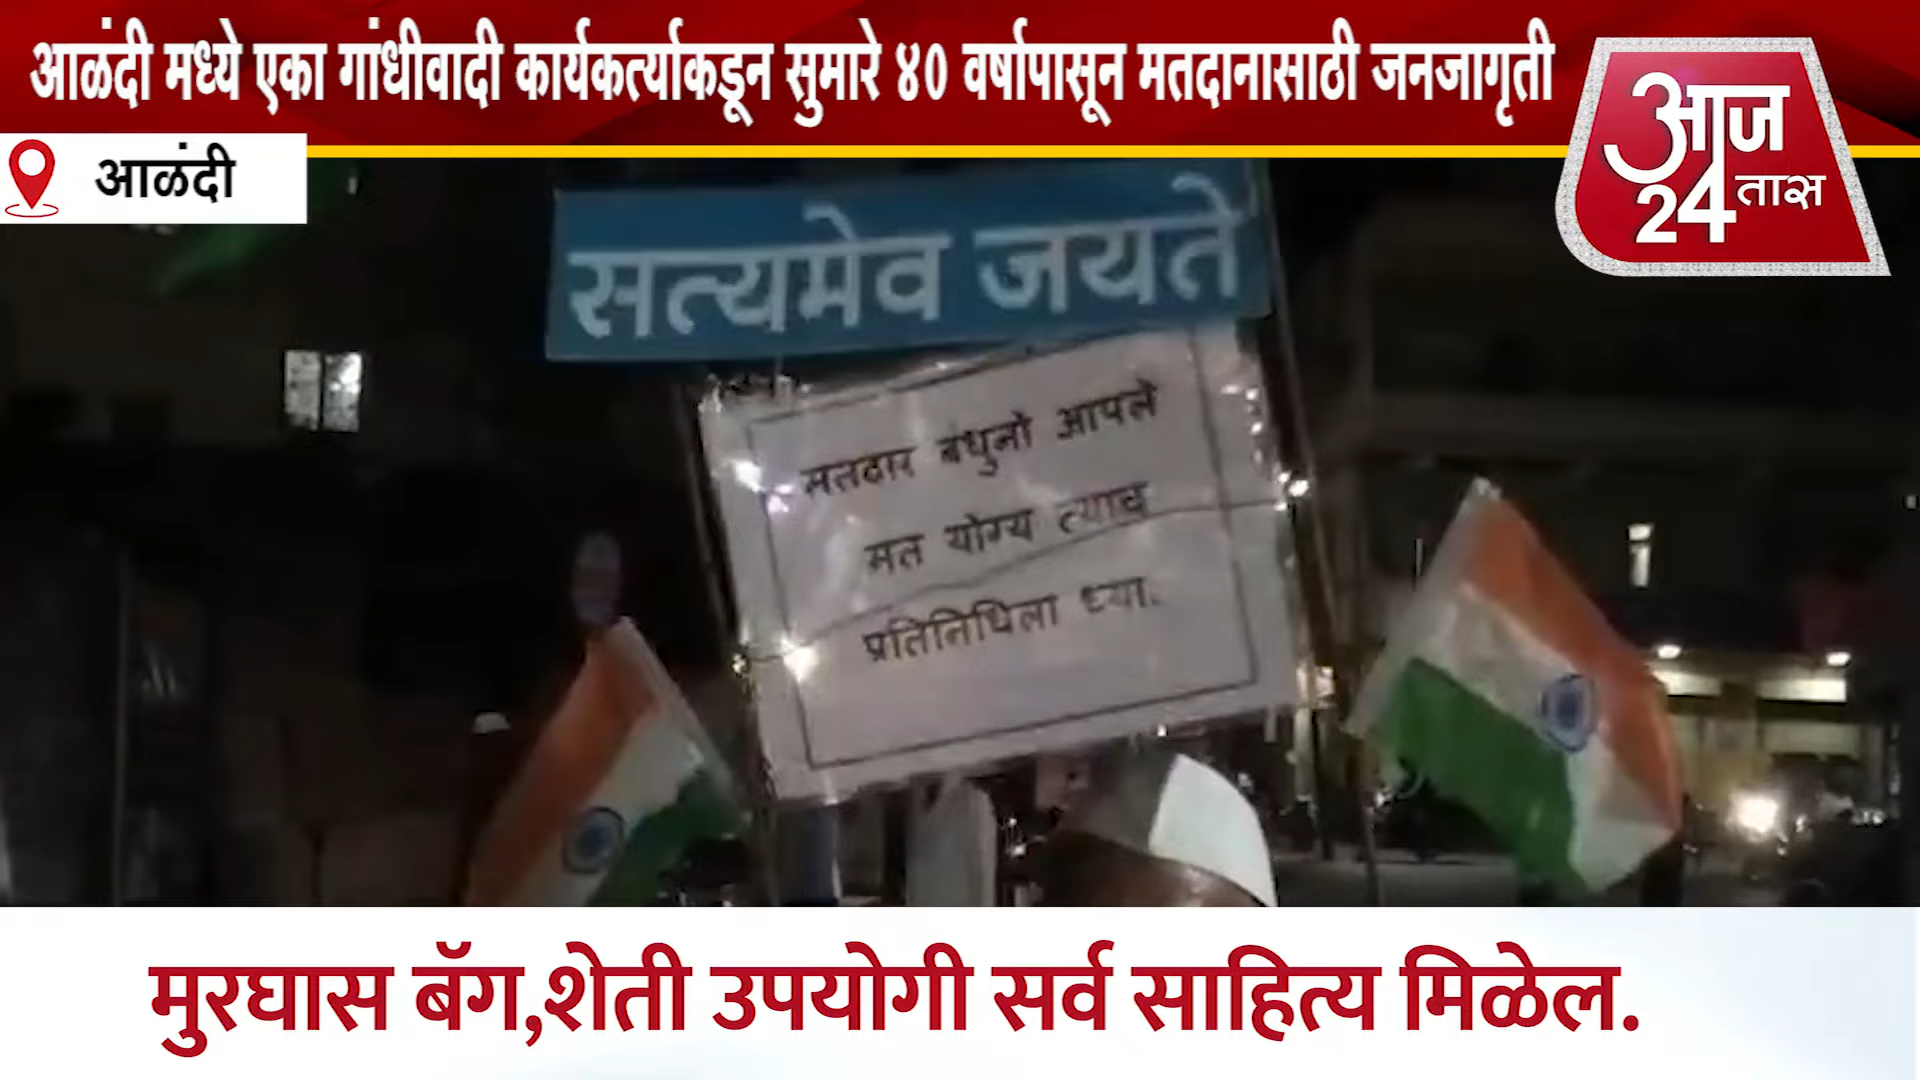 आळंदी मध्ये एका गांधीवादी कार्यकर्त्याकडून सुमारे ४० वर्षापासून मतदानासाठी जनजागृती
आज
24 तास
आळंदी
सत्यमेव जयते
मतदार बंधुनो आपले
मत योग्य त्याच
प्रतिनिधिला ध्या.
मुरघास बॅग,शेती उपयोगी सर्व साहित्य मिळेल.